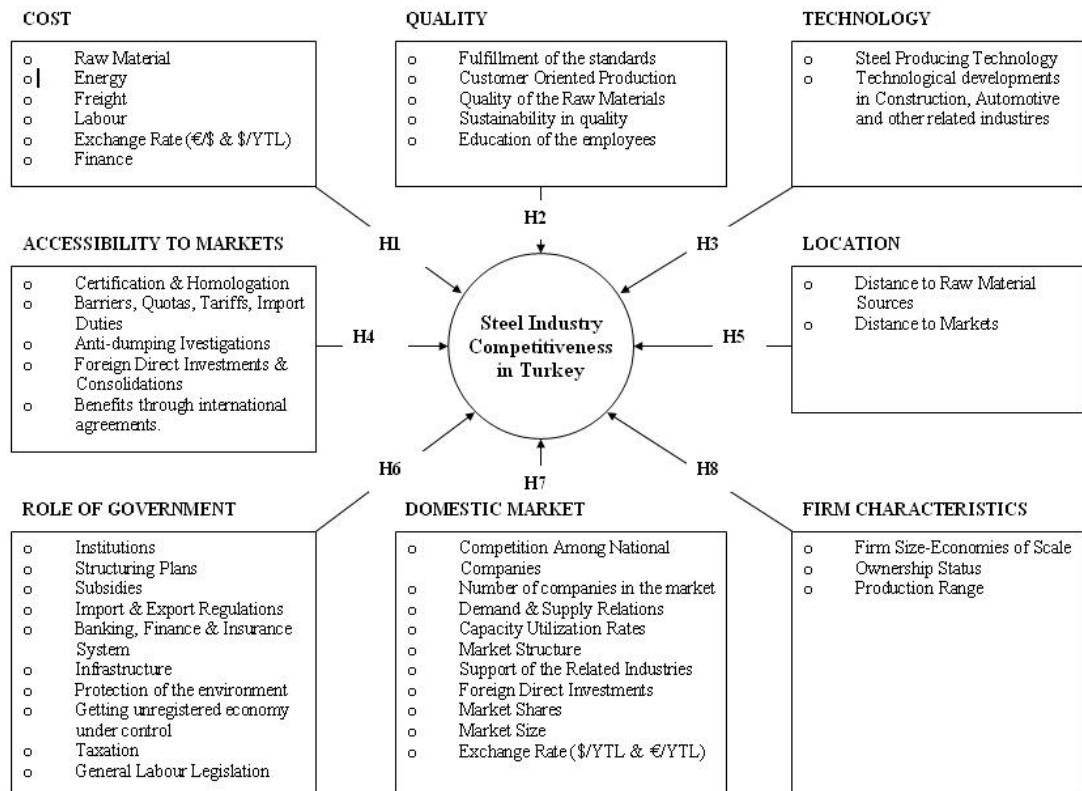 COST
o Raw Material
o Energy
o Freight
o Labour
o Exchange Rate (€/$ & $/YTL)
o Finance
QUALITY
o Fulfillment of the standards
o Customer Oriented Production
o Quality of the Raw Materials
o Sustainability in quality
o Education of the employees
TECHNOLOGY
o Steel Producing Technology
o Technological developments
in Construction, Automotive
and other related industires
H1
H2
H3
ACCESSIBILITY TO MARKETS
o Certification & Homologation
o Barriers, Quotas, Tariffs, Import
Duties
o Anti-dumping Ivestigations
o Foreign Direct Investments &
Consolidations
o Benefits through international
agreements.
H4
Steel Industry
Competitiveness
in Turkey
H5
LOCATION
o Distance to Raw Material
Sources
o Distance to Markets
H6
H7
H8
ROLE OF GOVERNMENT
o Institutions
o Structuring Plans
o Subsidies
o Import & Export Regulations
o Banking, Finance & Insurance
System
o Infrastructure
o Protection of the environment
o Getting unregistered economy
under control
o Taxation
o General Labour Legislation
DOMESTIC MARKET
o Competition Among National
Companies
o Number of companies in the market
o Demand & Supply Relations
o Capacity Utilization Rates
o Market Structure
o Support of the Related Industries
o Foreign Direct Investments
o Market Shares
o Market Size
o Exchange Rate ($/YTL & €/YTL)
FIRM CHARACTERISTICS
o Firm Size-Economies of Scale
o Ownership Status
o Production Range